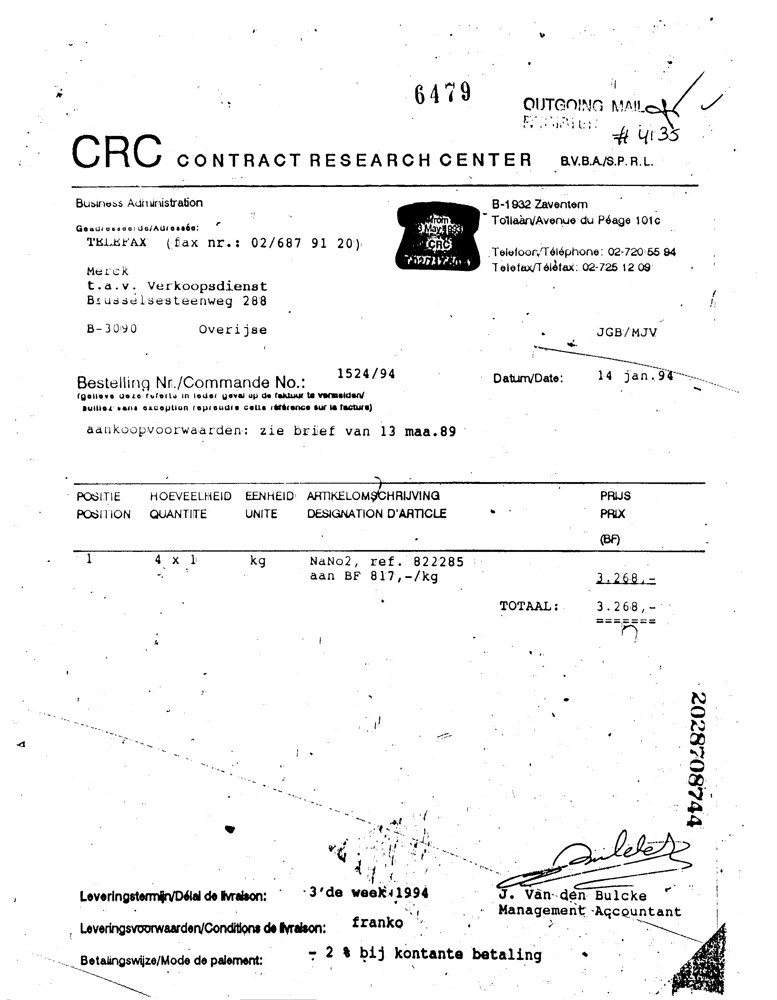 6479
OUTGOING MAIL
# 4135
CRC CONTRACT RESEARCH CENTER B.V.B.A./S.P.R.L.
Business Administration
B-1932 Zaventem
Tollaan/Avenue du Péage 101c
Geadresseerde/Adressée:
TELEFAX (fax nr.: 02/687 91 20)
from
3 May 1993
CRC
Telefoon/Téléphone: 02-720 55 94
Telefax/Téléfax: 02-725 12 09
Merck
t.a.v. Verkoopsdienst
Brusselsesteenweg 288
B-3090 Overijse
JGB/MJV
Bestelling Nr./Commande No.: 1524/94
Datum/Date: 14 jan.94
(gelieve deze referte in ieder geval op de faktuur te vermelden/
suillez sans exception reprendre cette référence sur la facture)
aankoopvoorwaarden: zie brief van 13 maa.89
POSITIE HOEVEELHEID EENHEID ARTIKELOMSCHRIJVING PRIJS
POSITION QUANTITE UNITE DESIGNATION D'ARTICLE PRIX
(BF)
1 4 x 1 kg NaNo2, ref. 822285
aan BF 817,-/kg 3.268,-
TOTAAL: 3.268,-
=======
2028708744
Leveringstermijn/Délai de livraison: 3'de week 1994
J. Van den Bulcke
Management Accountant
Leveringsvoorwaarden/Conditions de livraison: franko
Betalingswijze/Mode de paiement: - 2 % bij kontante betaling